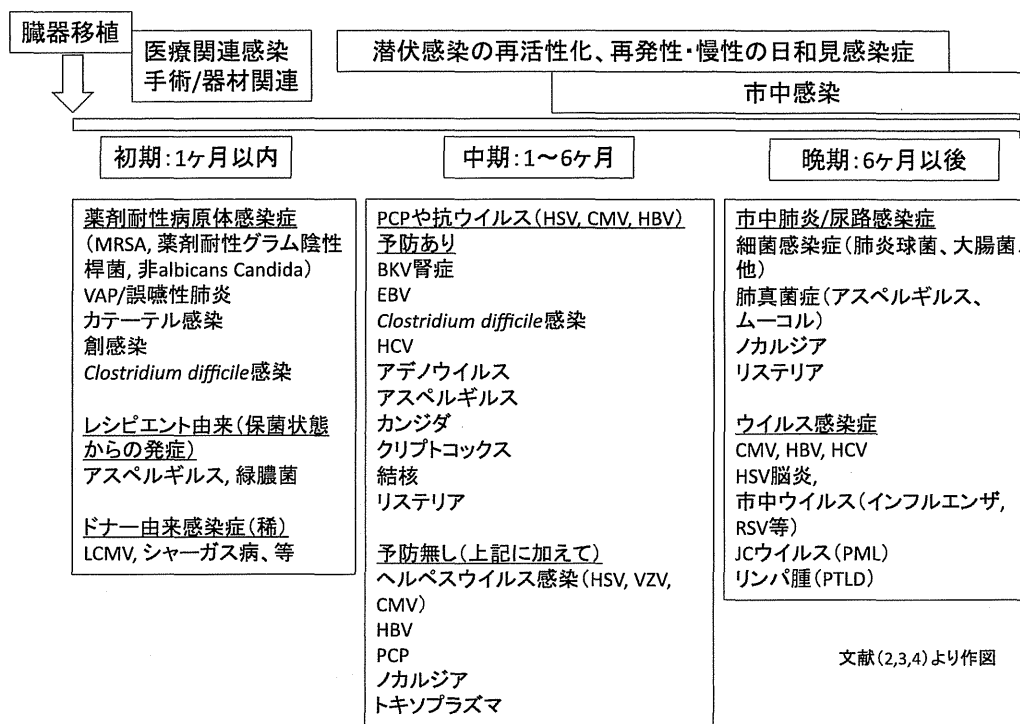 臓器移植
医療関連感染
手術/器材関連
潜伏感染の再活性化、再発性・慢性の日和見感染症
市中感染
初期:1ヶ月以内
中期:1~6ヶ月
晩期:6ヶ月以後
薬剤耐性病原体感染症
(MRSA, 薬剤耐性グラム陰性
桿菌, 非albicans Candida)
VAP/誤嚥性肺炎
カテーテル感染
創感染
Clostridium difficile感染
レシピエント由来(保菌状態
からの発症)
アスペルギルス, 緑膿菌
ドナー由来感染症(稀)
LCMV, シャーガス病、等
PCPや抗ウイルス(HSV, CMV, HBV)
予防あり
BKV腎症
EBV
Clostridium difficile感染
HCV
アデノウイルス
アスペルギルス
カンジダ
クリプトコックス
結核
リステリア
予防無し(上記に加えて)
ヘルペスウイルス感染(HSV, VZV,
CMV)
HBV
PCP
ノカルジア
トキソプラズマ
市中肺炎/尿路感染症
細菌感染症(肺炎球菌、大腸菌、
他)
肺真菌症(アスペルギルス、
ムーコル)
ノカルジア
リステリア
ウイルス感染症
CMV, HBV, HCV
HSV脳炎,
市中ウイルス(インフルエンザ,
RSV等)
JCウイルス(PML)
リンパ腫(PTLD)
文献(2,3,4)より作図